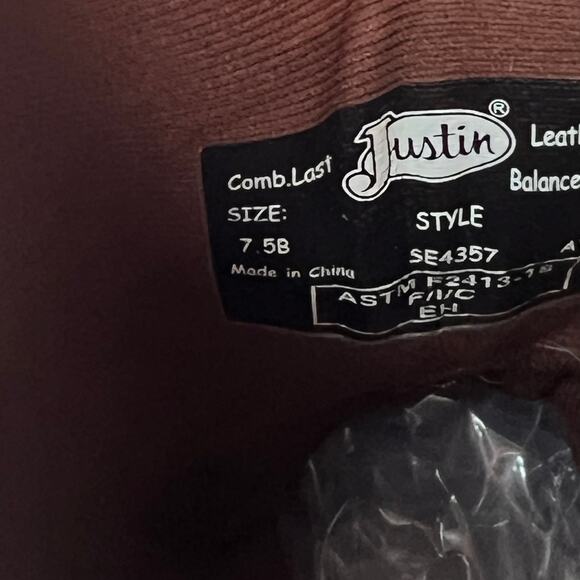 Justin®
Comb.Last
SIZE:
7.5B
Made in China
STYLE
SE4357
ASTM F2413-18
F/I/C
EH
Leath
Balance
A